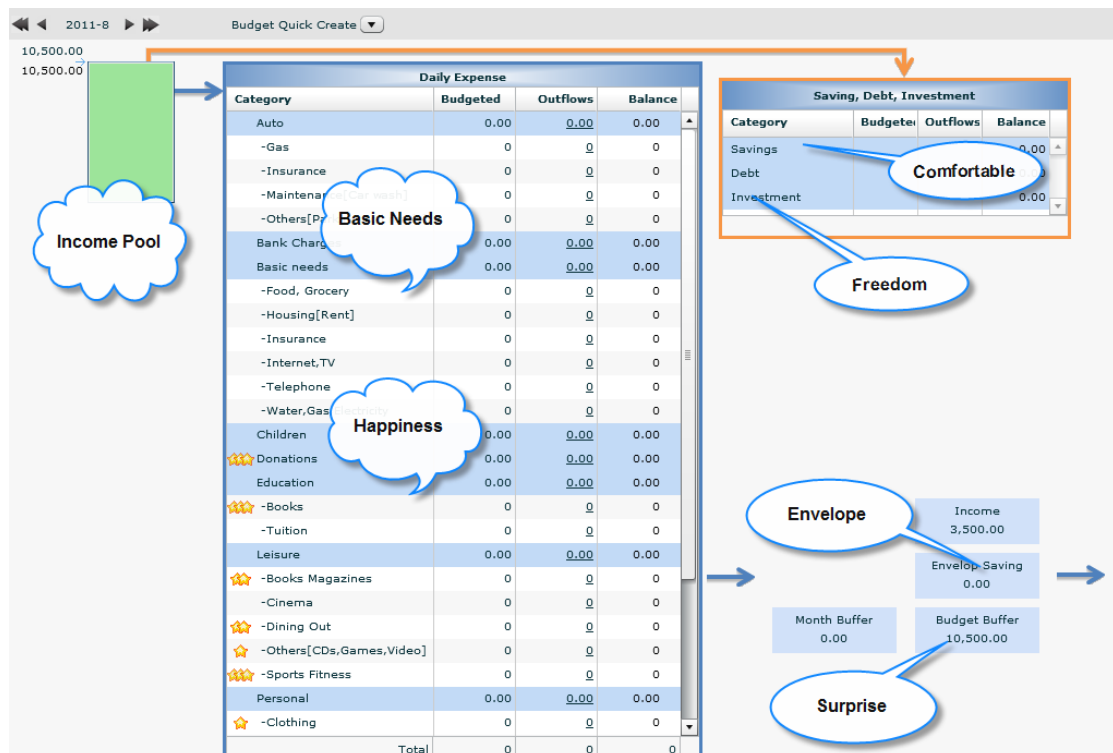 2011-8 Budget Quick Create
10,500.00
10,500.00
Income Pool
Daily Expense
Category Budgeted Outflows Balance
Auto 0.00 0.00 0.00
-Gas 0 0 0
-Insurance 0 0 0
-Maintenance[Car wash] 0 0 0
-Others[Pa 0 0 0
Bank Charg 0.00 0.00 0.00
Basic needs 0.00 0.00 0.00
-Food, Grocery 0 0 0
-Housing[Rent] 0 0 0
-Insurance 0 0 0
-Internet,TV 0 0 0
-Telephone 0 0 0
-Water,Gas,Electricity 0 0 0
Children 0.00 0.00 0.00
Donations 0.00 0.00 0.00
Education 0.00 0.00 0.00
-Books 0 0 0
-Tuition 0 0 0
Leisure 0.00 0.00 0.00
-Books Magazines 0 0 0
-Cinema 0 0 0
-Dining Out 0 0 0
-Others[CDs,Games,Video] 0 0 0
-Sports Fitness 0 0 0
Personal 0.00 0.00 0.00
-Clothing 0 0 0
Total 0 0 0
Basic Needs
Happiness
Saving, Debt, Investment
Category Budgete Outflows Balance
Savings 0.00
Debt
Investment 0.00
Comfortable
Freedom
Envelope
Income
3,500.00
Envelop Saving
0.00
Month Buffer
0.00
Budget Buffer
10,500.00
Surprise